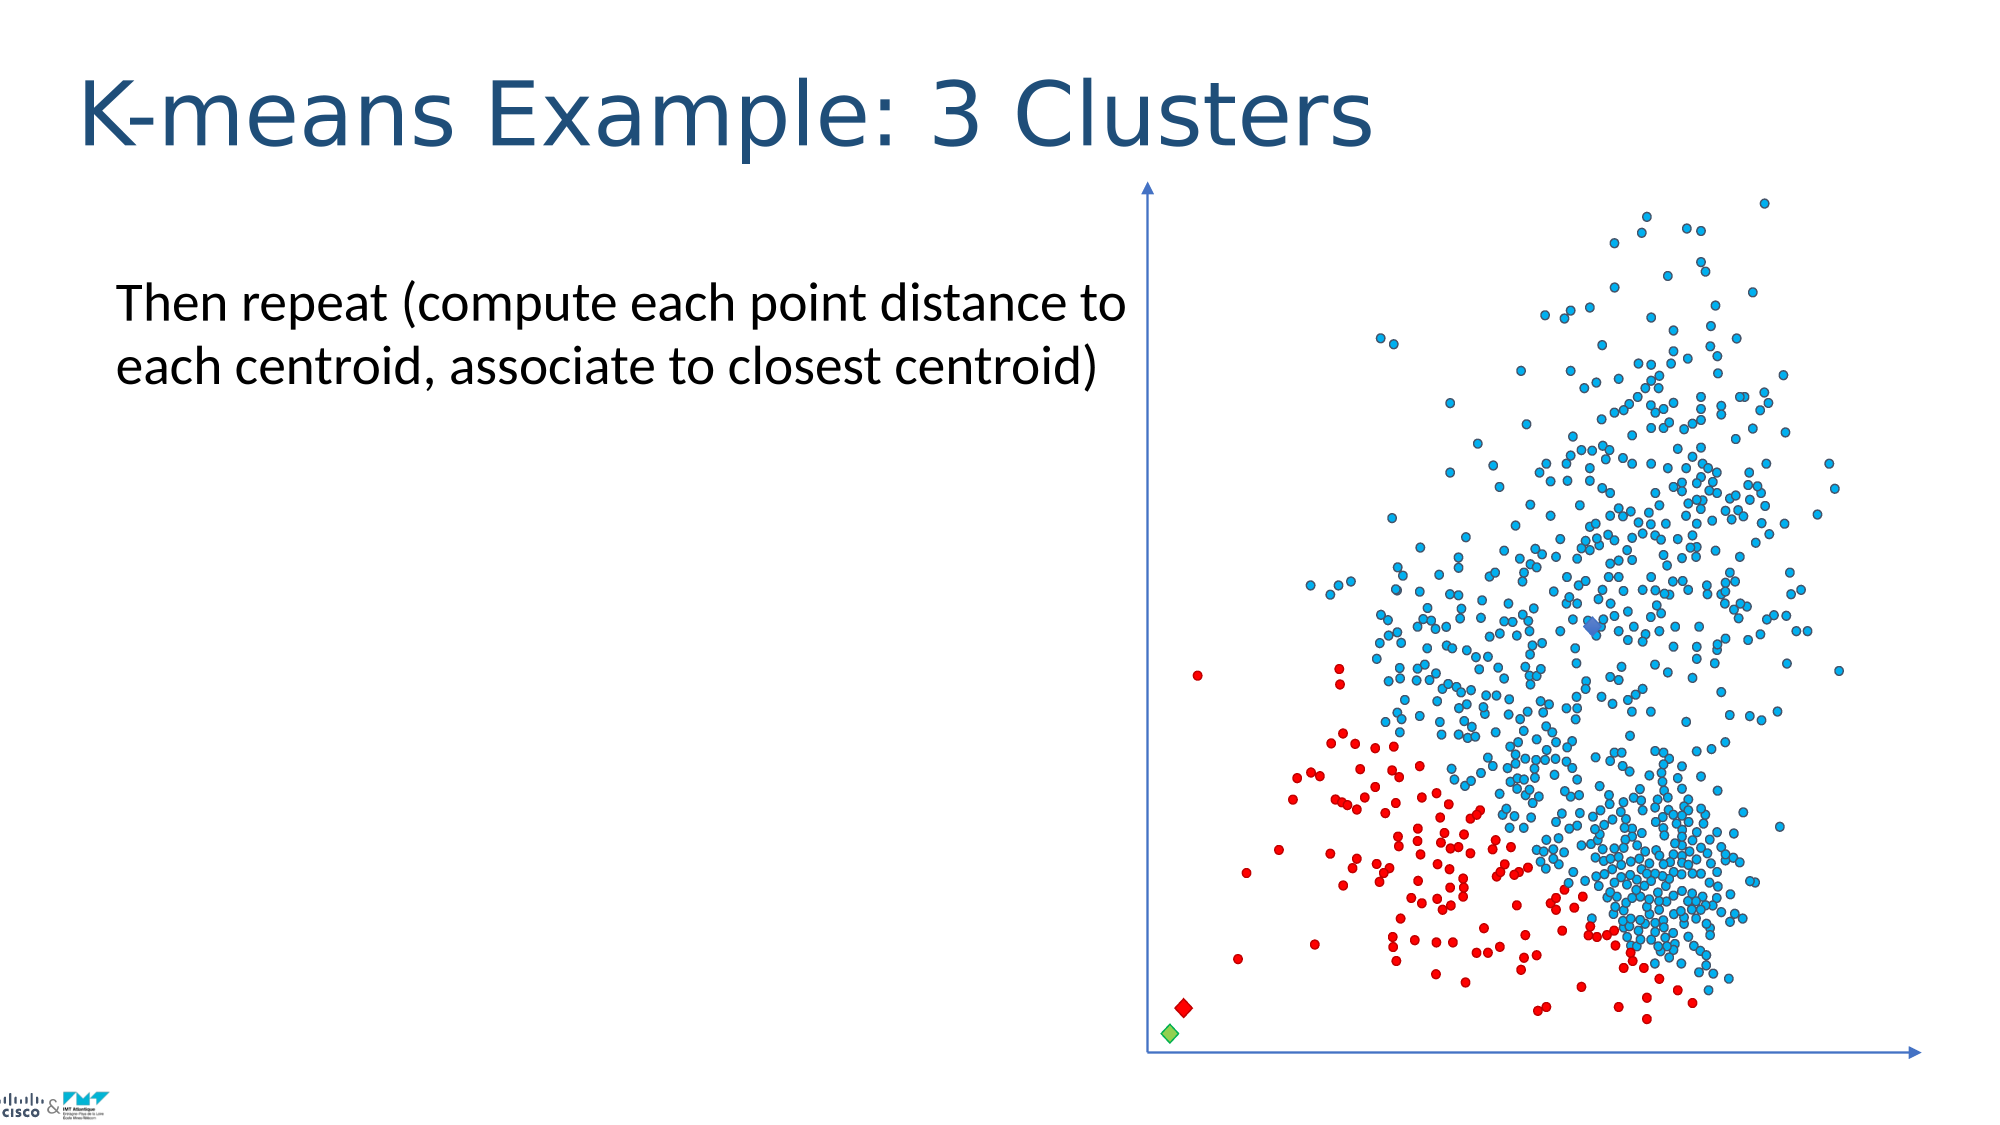 K-means Example: 3 Clusters
Then repeat (compute each point distance to
each centroid, associate to closest centroid)
CISCO
&
IMT Atlantique